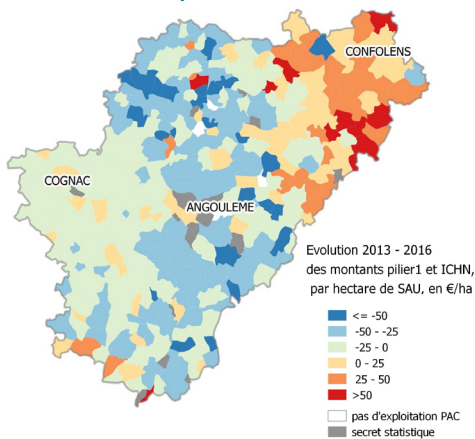 CONFOLENS
COGNAC
ANGOULEME
Evolution 2013 - 2016
des montants pilier1 et ICHN,
par hectare de SAU, en €/ha
<= -50
-50 - -25
-25 - 0
0 - 25
25 - 50
>50
pas d'exploitation PAC
secret statistique